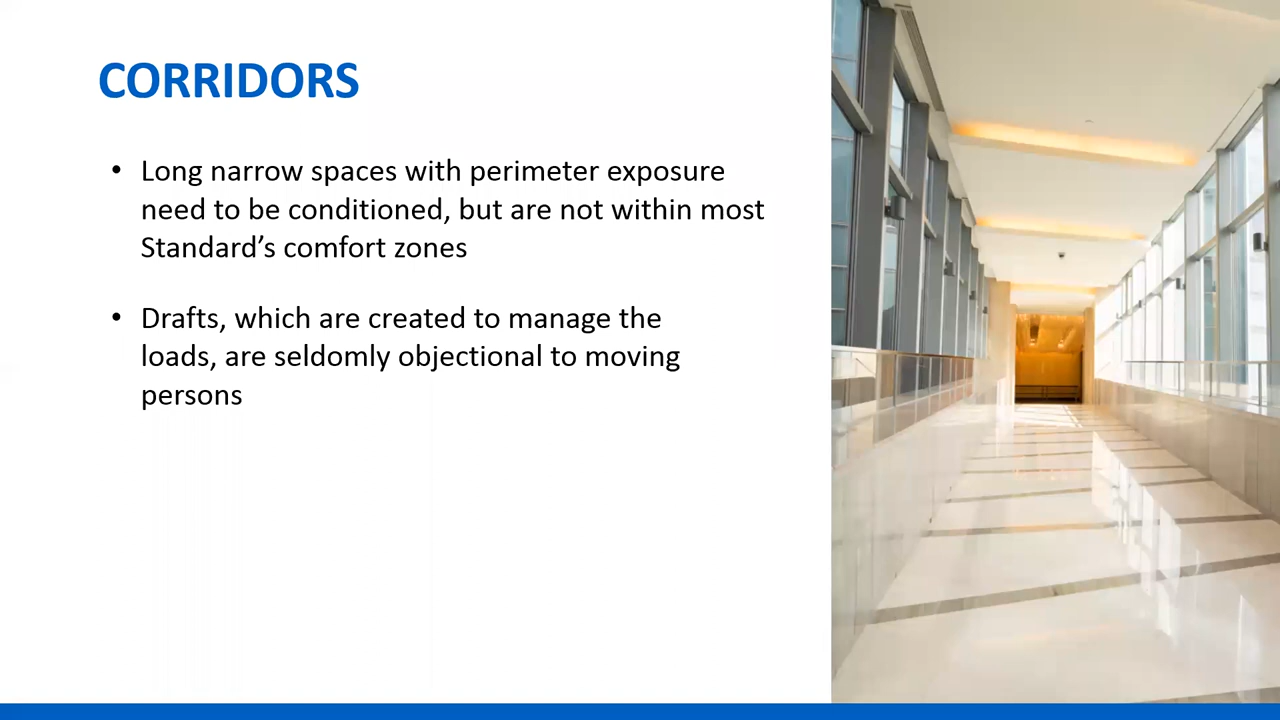 CORRIDORS
• Long narrow spaces with perimeter exposure
need to be conditioned, but are not within most
Standard’s comfort zones
• Drafts, which are created to manage the
loads, are seldomly objectional to moving
persons